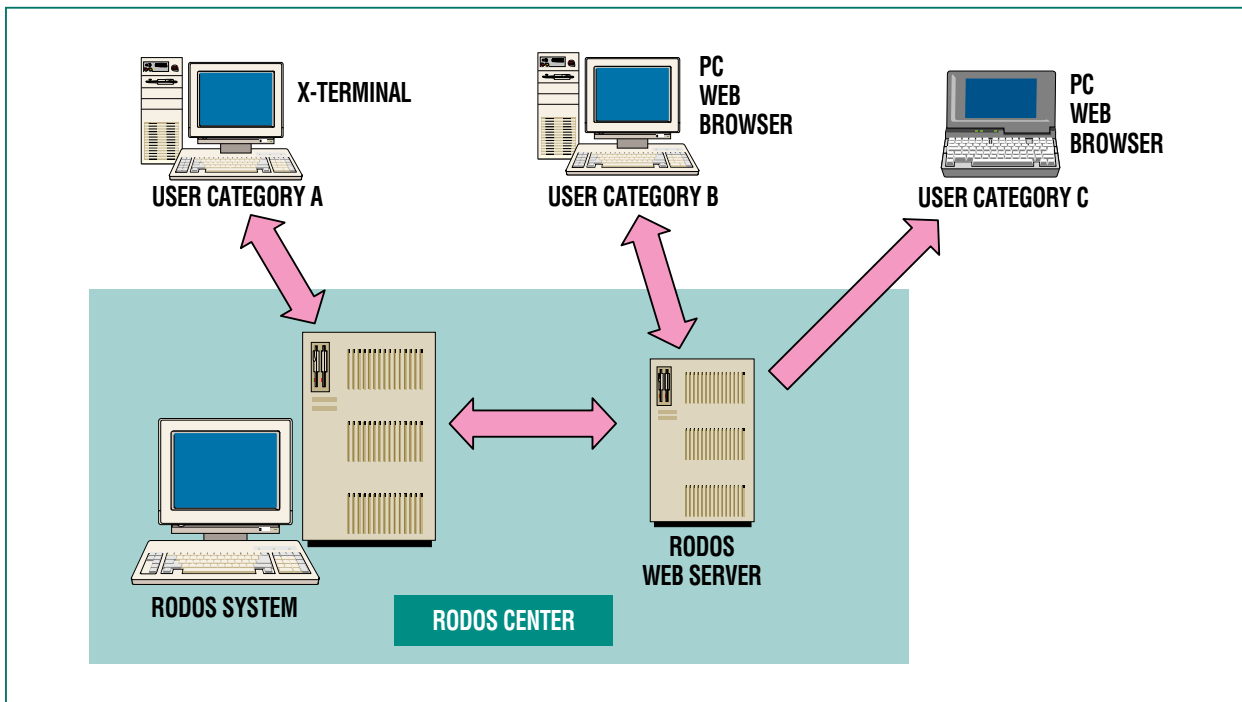 X-TERMINAL
USER CATEGORY A
PC
WEB
BROWSER
USER CATEGORY B
PC
WEB
BROWSER
USER CATEGORY C
RODOS SYSTEM
RODOS
WEB SERVER
RODOS CENTER